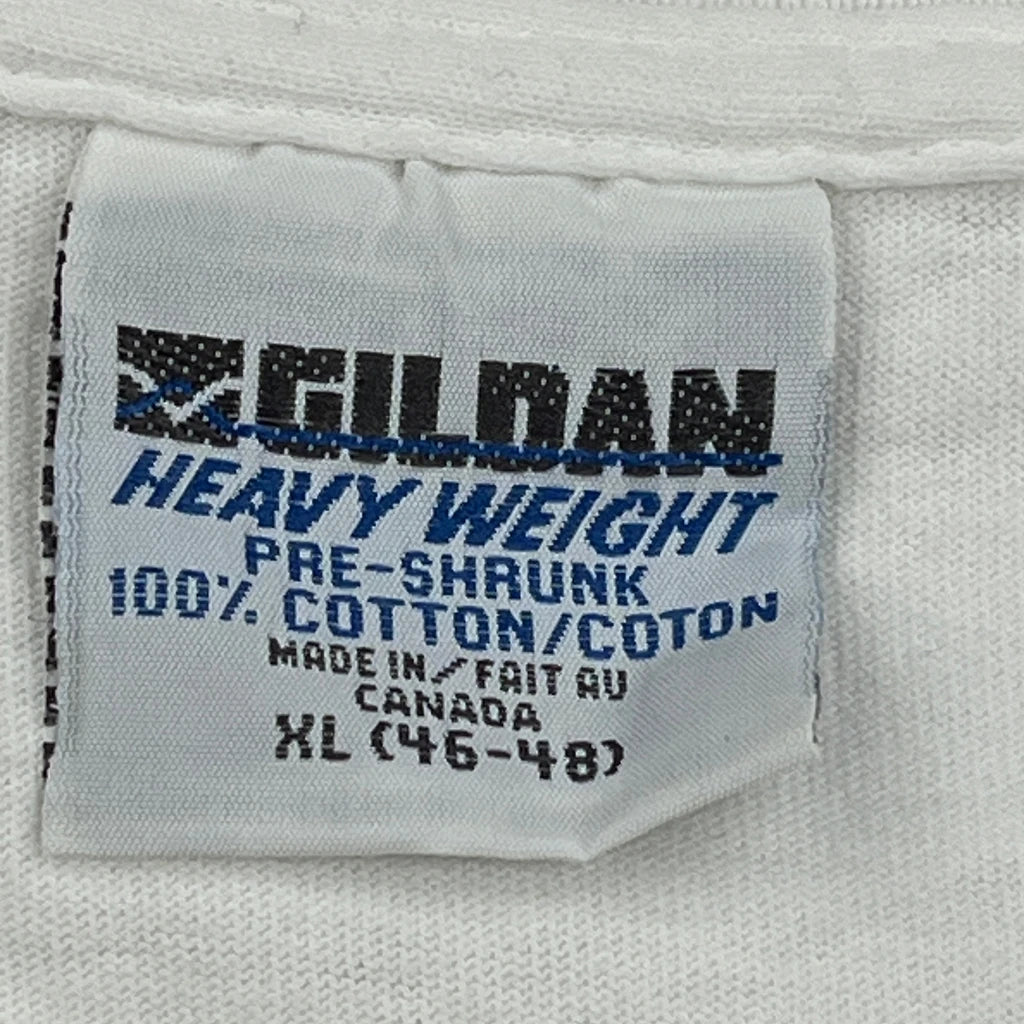 GILDAN
HEAVY WEIGHT
PRE-SHRUNK
100% COTTON/COTON
MADE IN/FAIT AU
CANADA
XL (46-48)